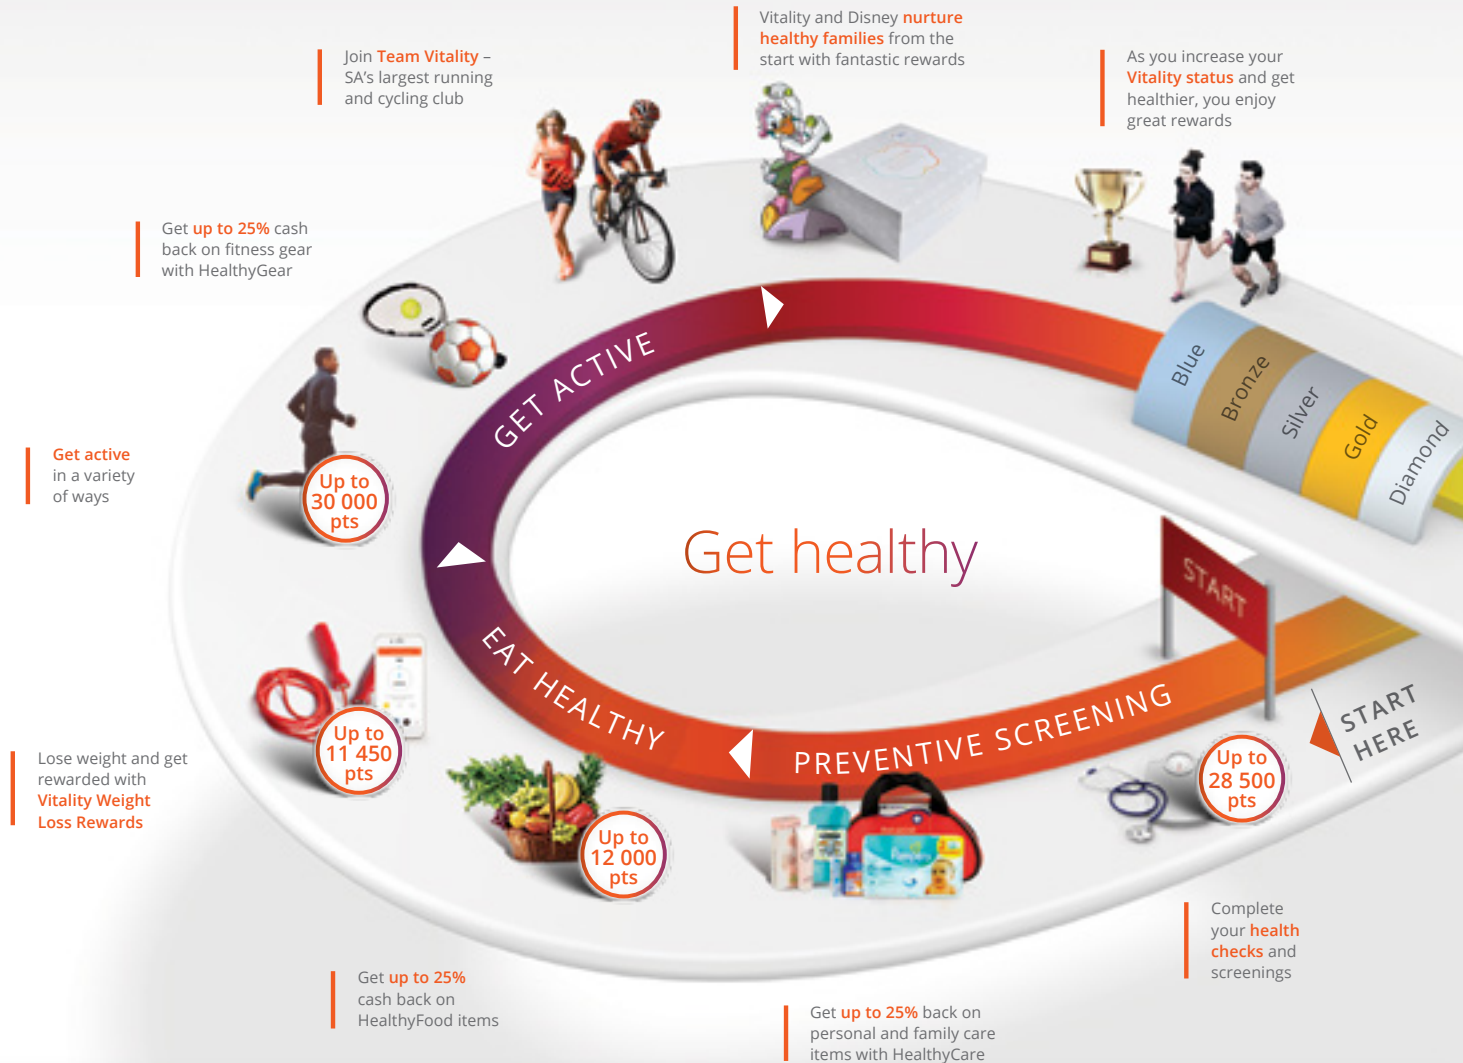 Vitality and Disney nurture
healthy families from the
start with fantastic rewards
Join Team Vitality –
SA's largest running
and cycling club
As you increase your
Vitality status and get
healthier, you enjoy
great rewards
Get up to 25% cash
back on fitness gear
with HealthyGear
GET ACTIVE
Blue
Bronze
Silver
Gold
Diamond
Get active
in a variety
of ways
Up to
30 000
pts
Get healthy
START
EAT HEALTHY
PREVENTIVE SCREENING
START
HERE
Up to
11 450
pts
Up to
28 500
pts
Lose weight and get
rewarded with
Vitality Weight
Loss Rewards
Up to
12 000
pts
Pampers
Complete
your health
checks and
screenings
Get up to 25%
cash back on
HealthyFood items
Get up to 25% back on
personal and family care
items with HealthyCare